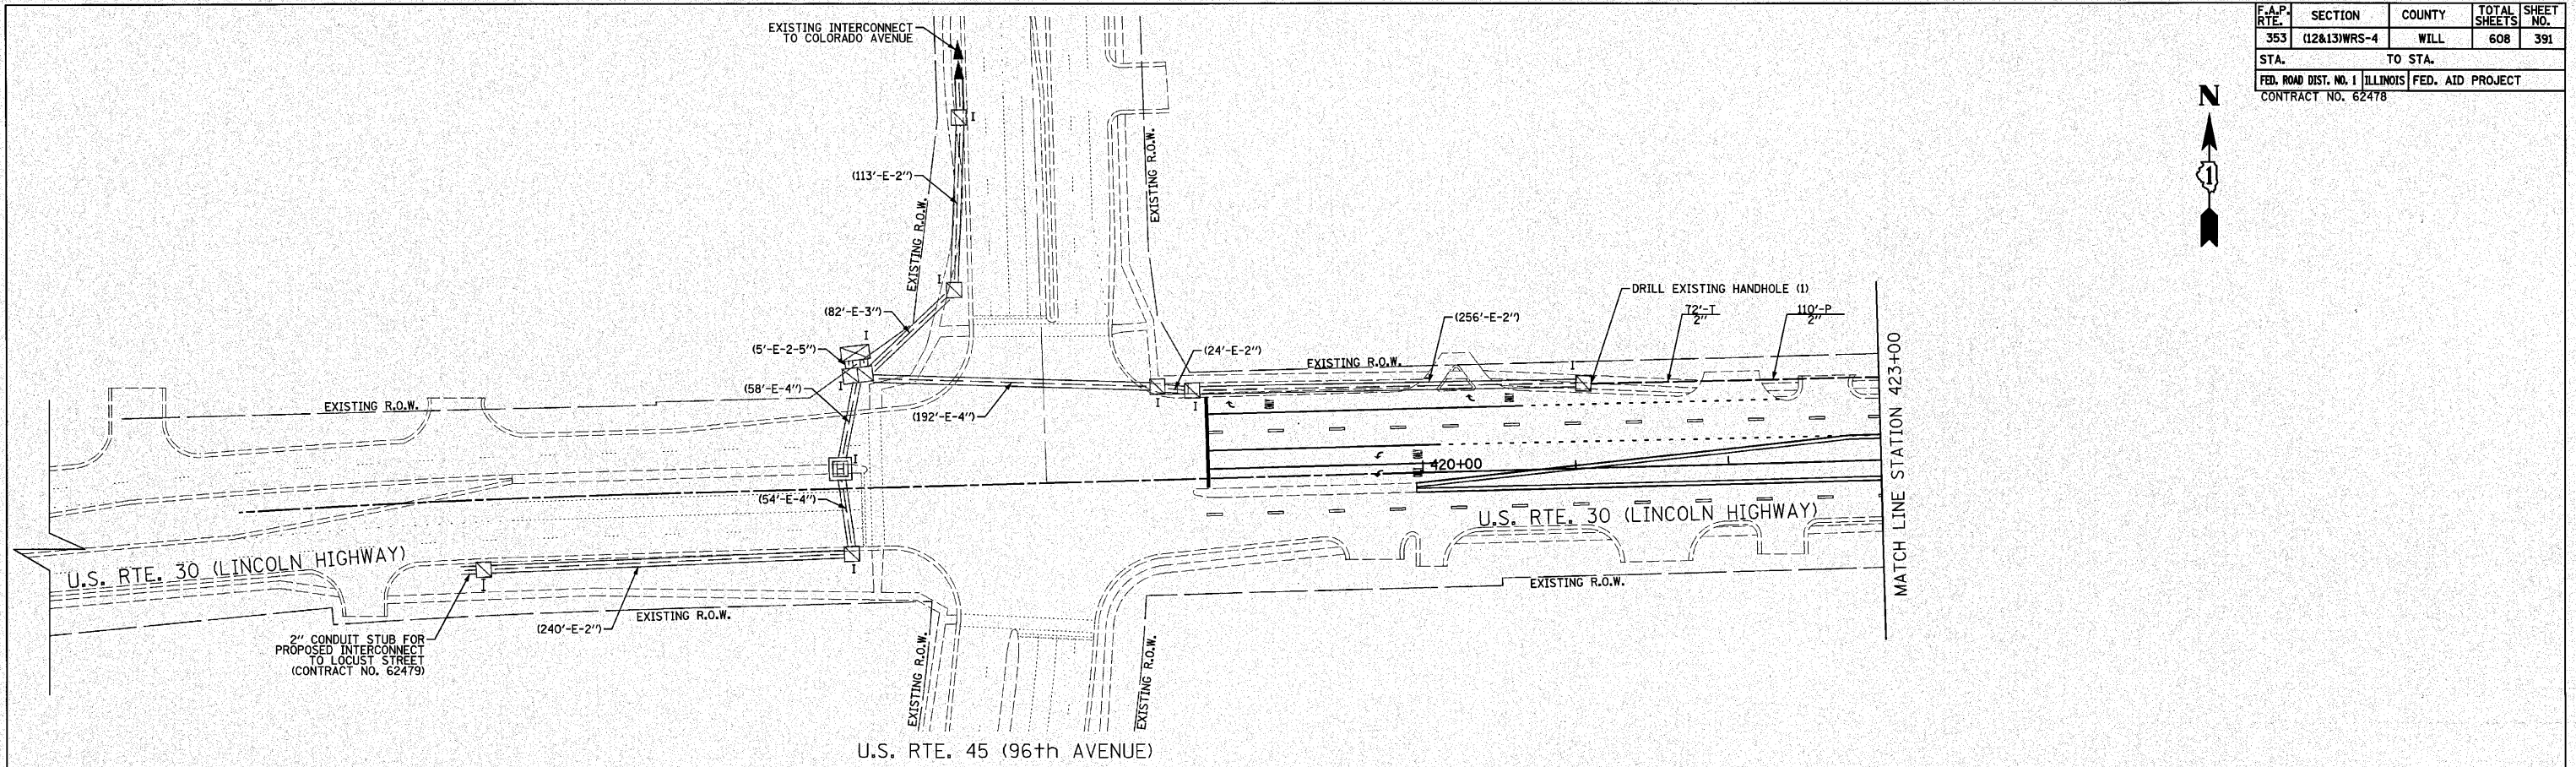 F.A.P. RTE. SECTION COUNTY TOTAL SHEETS SHEET NO.
353 (12&13)WRS-4 WILL 608 391
STA. TO STA.
FED. ROAD DIST. NO. 1 ILLINOIS FED. AID PROJECT
CONTRACT NO. 62478
N
1
EXISTING INTERCONNECT
TO COLORADO AVENUE
I
(113'-E-2")
EXISTING R.O.W.
EXISTING R.O.W.
I
(82'-E-3")
(5'-E-2-5")
I
(58'-E-4")
(192'-E-4")
(24'-E-2")
I
I
(256'-E-2")
DRILL EXISTING HANDHOLE (1)
I
72'-T
2"
110'-P
2"
EXISTING R.O.W.
EXISTING R.O.W.
MATCH LINE STATION 423+00
420+00
H
I
(54'-E-4")
I
U.S. RTE. 30 (LINCOLN HIGHWAY)
U.S. RTE. 30 (LINCOLN HIGHWAY)
I
EXISTING R.O.W.
EXISTING R.O.W.
(240'-E-2")
2" CONDUIT STUB FOR
PROPOSED INTERCONNECT
TO LOCUST STREET
(CONTRACT NO. 62479)
EXISTING R.O.W.
EXISTING R.O.W.
U.S. RTE. 45 (96th AVENUE)